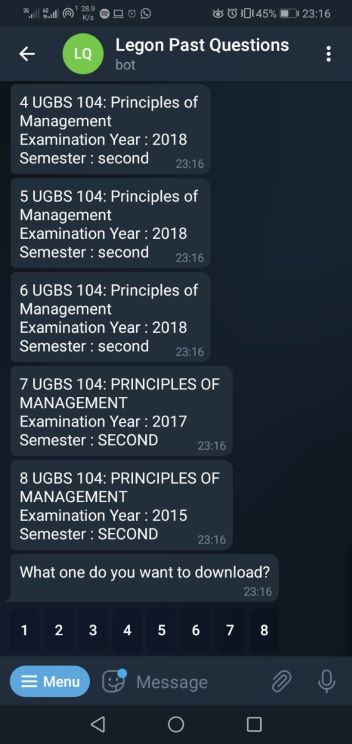 3G 4G 1 28.9 K/s 45% 23:16
LQ Legon Past Questions
bot
4 UGBS 104: Principles of
Management
Examination Year : 2018
Semester : second 23:16
5 UGBS 104: Principles of
Management
Examination Year : 2018
Semester : second 23:16
6 UGBS 104: Principles of
Management
Examination Year : 2018
Semester : second 23:16
7 UGBS 104: PRINCIPLES OF
MANAGEMENT
Examination Year : 2017
Semester : SECOND 23:16
8 UGBS 104: PRINCIPLES OF
MANAGEMENT
Examination Year : 2015
Semester : SECOND 23:16
What one do you want to download?
23:16
1 2 3 4 5 6 7 8
Menu Message